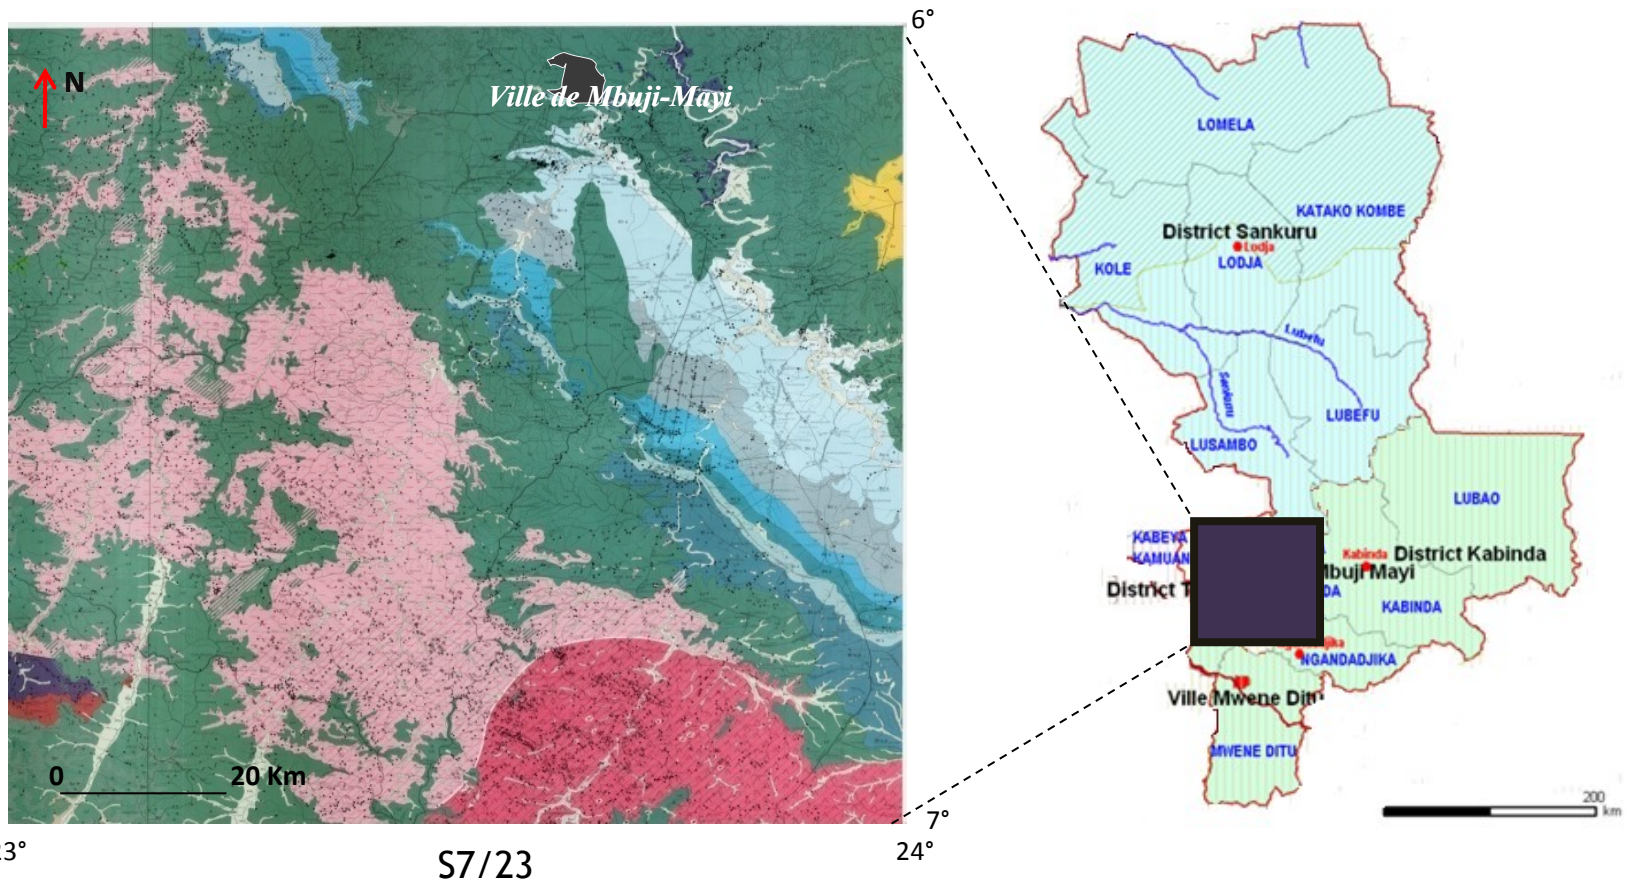 6°
N
Ville de Mbuji-Mayi
0
20 Km
7°
3°
24°
S7/23
LOMELA
KATAKO KOMBE
District Sankuru
Lodja
LODJA
KOLE
Lubefu
Sankuru
LUBEFU
LUSAMBO
LUBAO
KABEYA
KAMUAN
Kabinda
District Kabinda
Mbuji Mayi
District T
DA
KABINDA
NGANDADJIKA
Ville Mwene Ditu
MWENE DITU
200
km